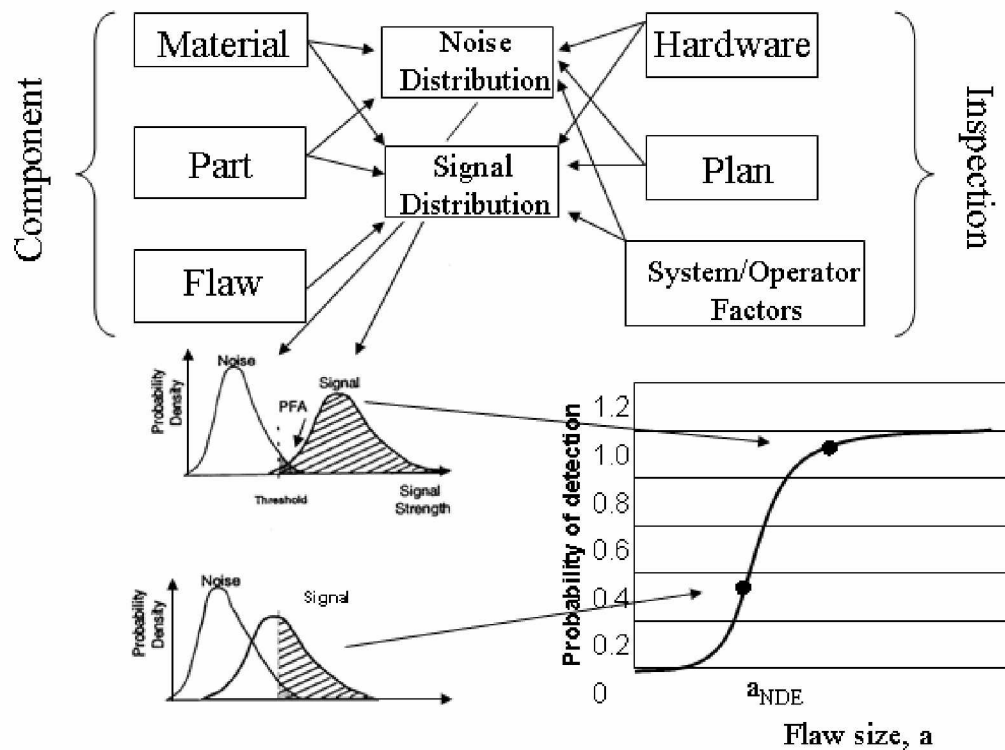 Component
Material
Part
Flaw
Noise
Distribution
Signal
Distribution
Hardware
Plan
System/Operator
Factors
Inspection
Probability
Density
Noise
PFA
Signal
Threshold
Signal
Strength
Probability
Density
Noise
Signal
Probability of detection
1.2
1.0
0.8
0.6
0.4
0.2
0
aNDE
Flaw size, a